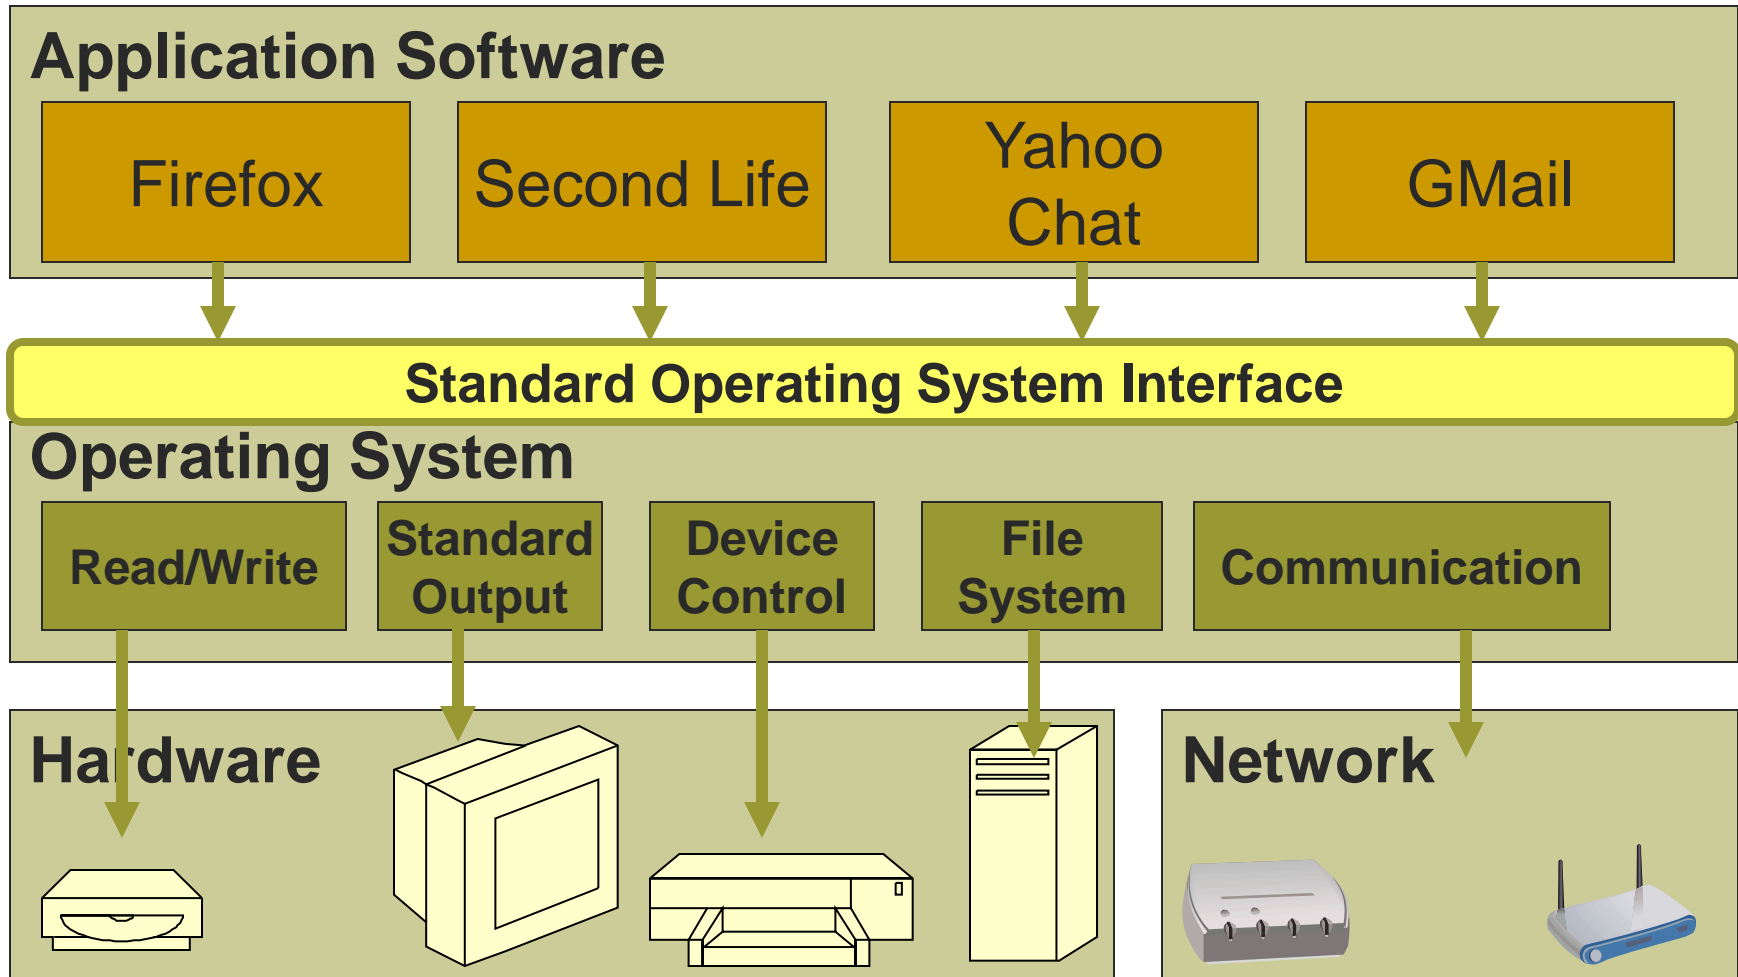 Application Software
Firefox
Second Life
Yahoo
Chat
GMail
Standard Operating System Interface
Operating System
Read/Write
Standard
Output
Device
Control
File
System
Communication
Hardware
Network